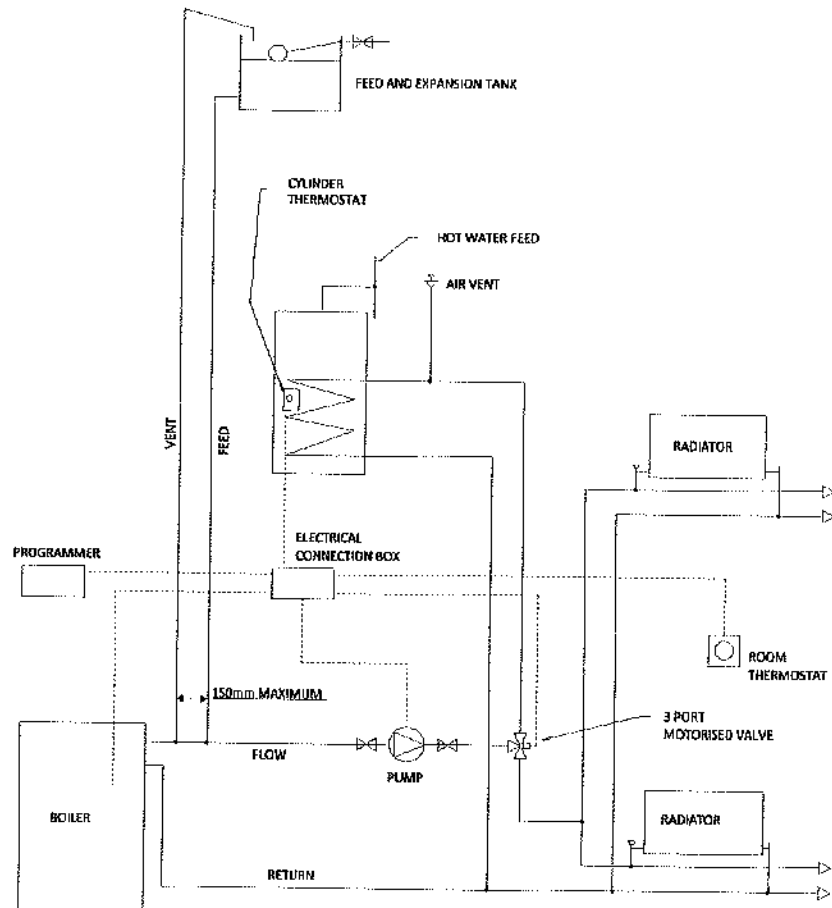 FEED AND EXPANSION TANK
CYLINDER
THERMOSTAT
HOT WATER FEED
AIR VENT
VENT
FEED
RADIATOR
PROGRAMMER
ELECTRICAL
CONNECTION BOX
ROOM
THERMOSTAT
150mm MAXIMUM
3 PORT
MOTORISED VALVE
FLOW
PUMP
BOILER
RADIATOR
RETURN